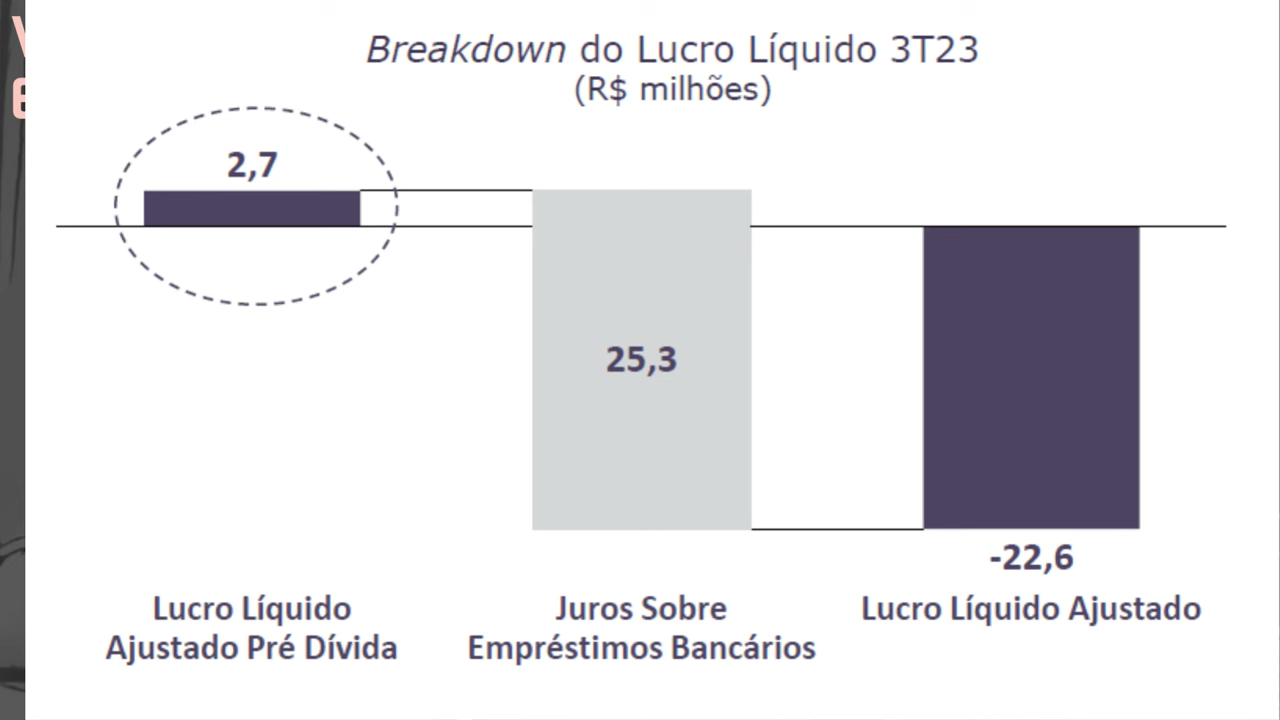 Breakdown do Lucro Líquido 3T23
(R$ milhões)
2,7
25,3
-22,6
Lucro Líquido
Ajustado Pré Dívida
Juros Sobre
Empréstimos Bancários
Lucro Líquido Ajustado